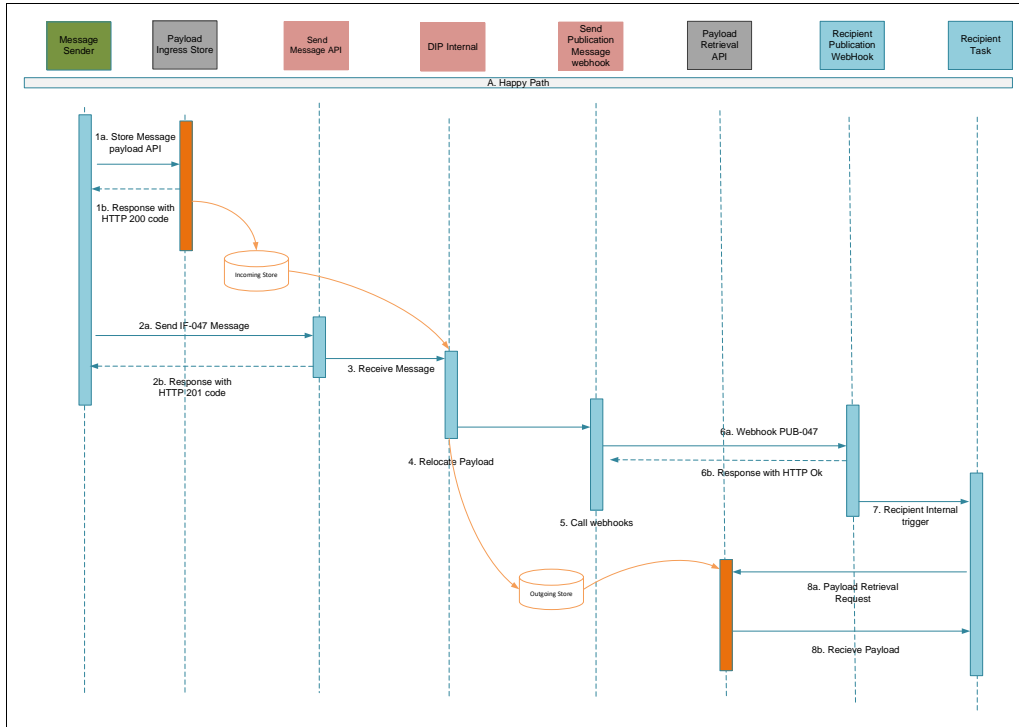 Message
Sender
Payload
Ingress Store
Send
Message API
DIP Internal
Send
Publication
Message
webhook
Payload
Retrieval
API
Recipient
Publication
WebHook
Recipient
Task
A. Happy Path
1a. Store Message
payload API
1b. Response with
HTTP 200 code
Incoming Store
2a. Send IF-047 Message
3. Receive Message
2b. Response with
HTTP 201 code
6a. Webhook PUB-047
4. Relocate Payload
6b. Response with HTTP Ok
7. Recipient Internal
trigger
5. Call webhooks
8a. Payload Retrieval
Request
Outgoing Store
8b. Recieve Payload